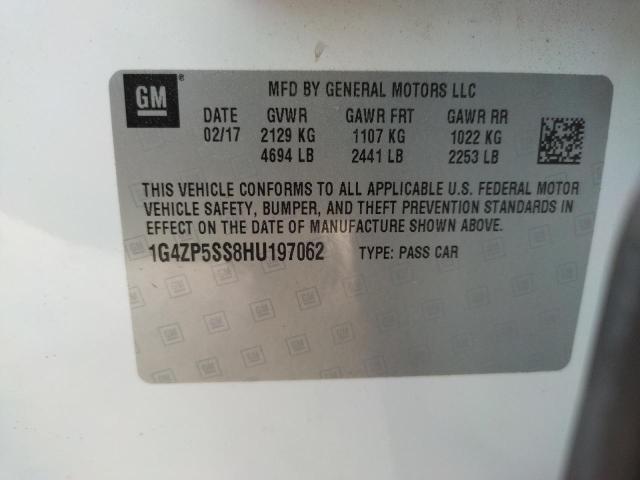 GM ® MFD BY GENERAL MOTORS LLC
DATE GVWR GAWR FRT GAWR RR
02/17 2129 KG 1107 KG 1022 KG
4694 LB 2441 LB 2253 LB
THIS VEHICLE CONFORMS TO ALL APPLICABLE U.S. FEDERAL MOTOR
VEHICLE SAFETY, BUMPER, AND THEFT PREVENTION STANDARDS IN
EFFECT ON THE DATE OF MANUFACTURE SHOWN ABOVE.
1G4ZP5SS8HU197062 TYPE: PASS CAR